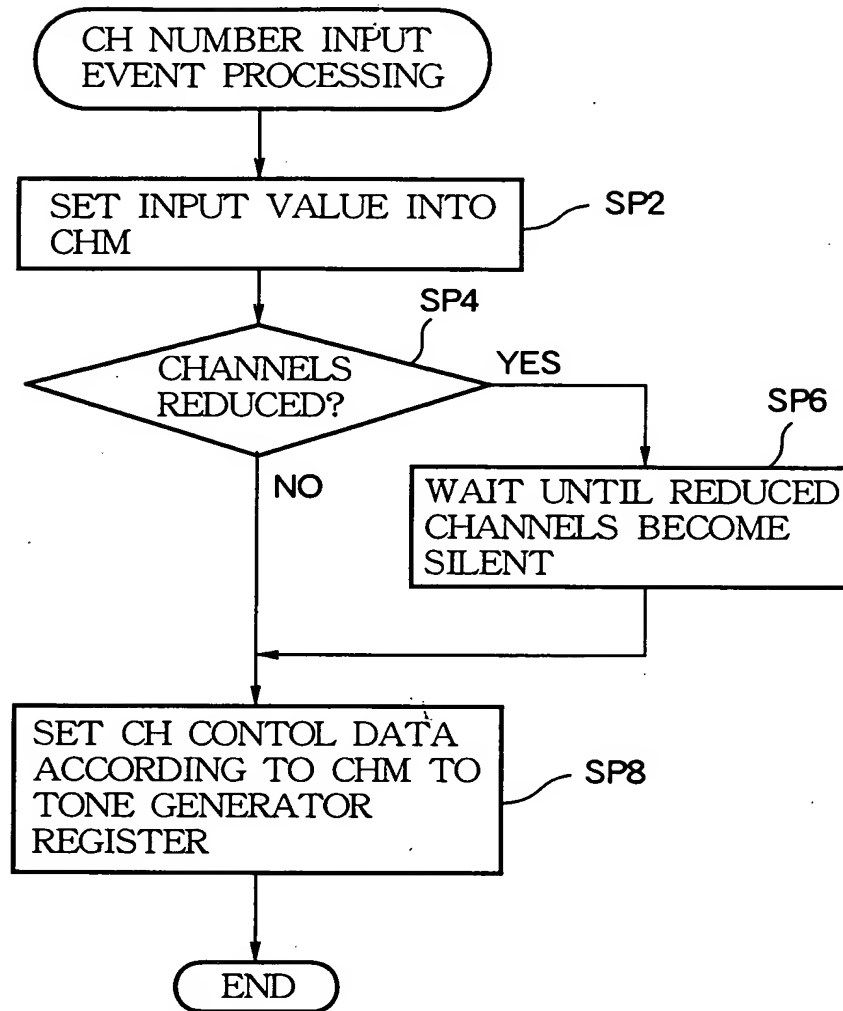 CH NUMBER INPUT
EVENT PROCESSING
SET INPUT VALUE INTO
CHM
SP2
SP4
CHANNELS
REDUCED?
YES
NO
SP6
WAIT UNTIL REDUCED
CHANNELS BECOME
SILENT
SET CH CONTOL DATA
ACCORDING TO CHM TO
TONE GENERATOR
REGISTER
SP8
END